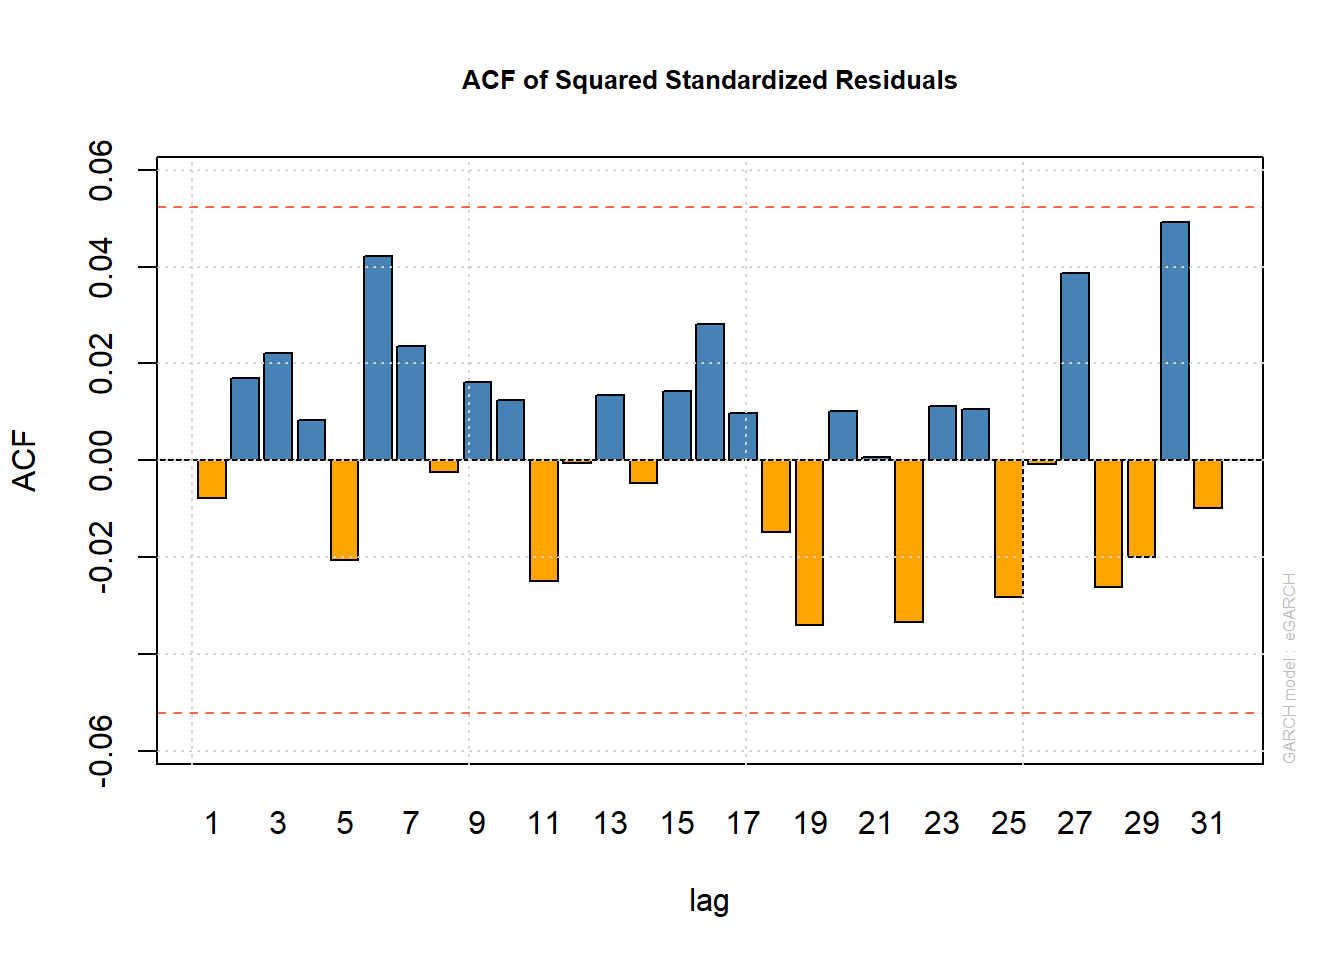 ACF of Squared Standardized Residuals
0.06
0.04
0.02
0.00
-0.02
-0.06
ACF
1 3 5 7 9 11 13 15 17 19 21 23 25 27 29 31
lag
GARCH model : eGARCH